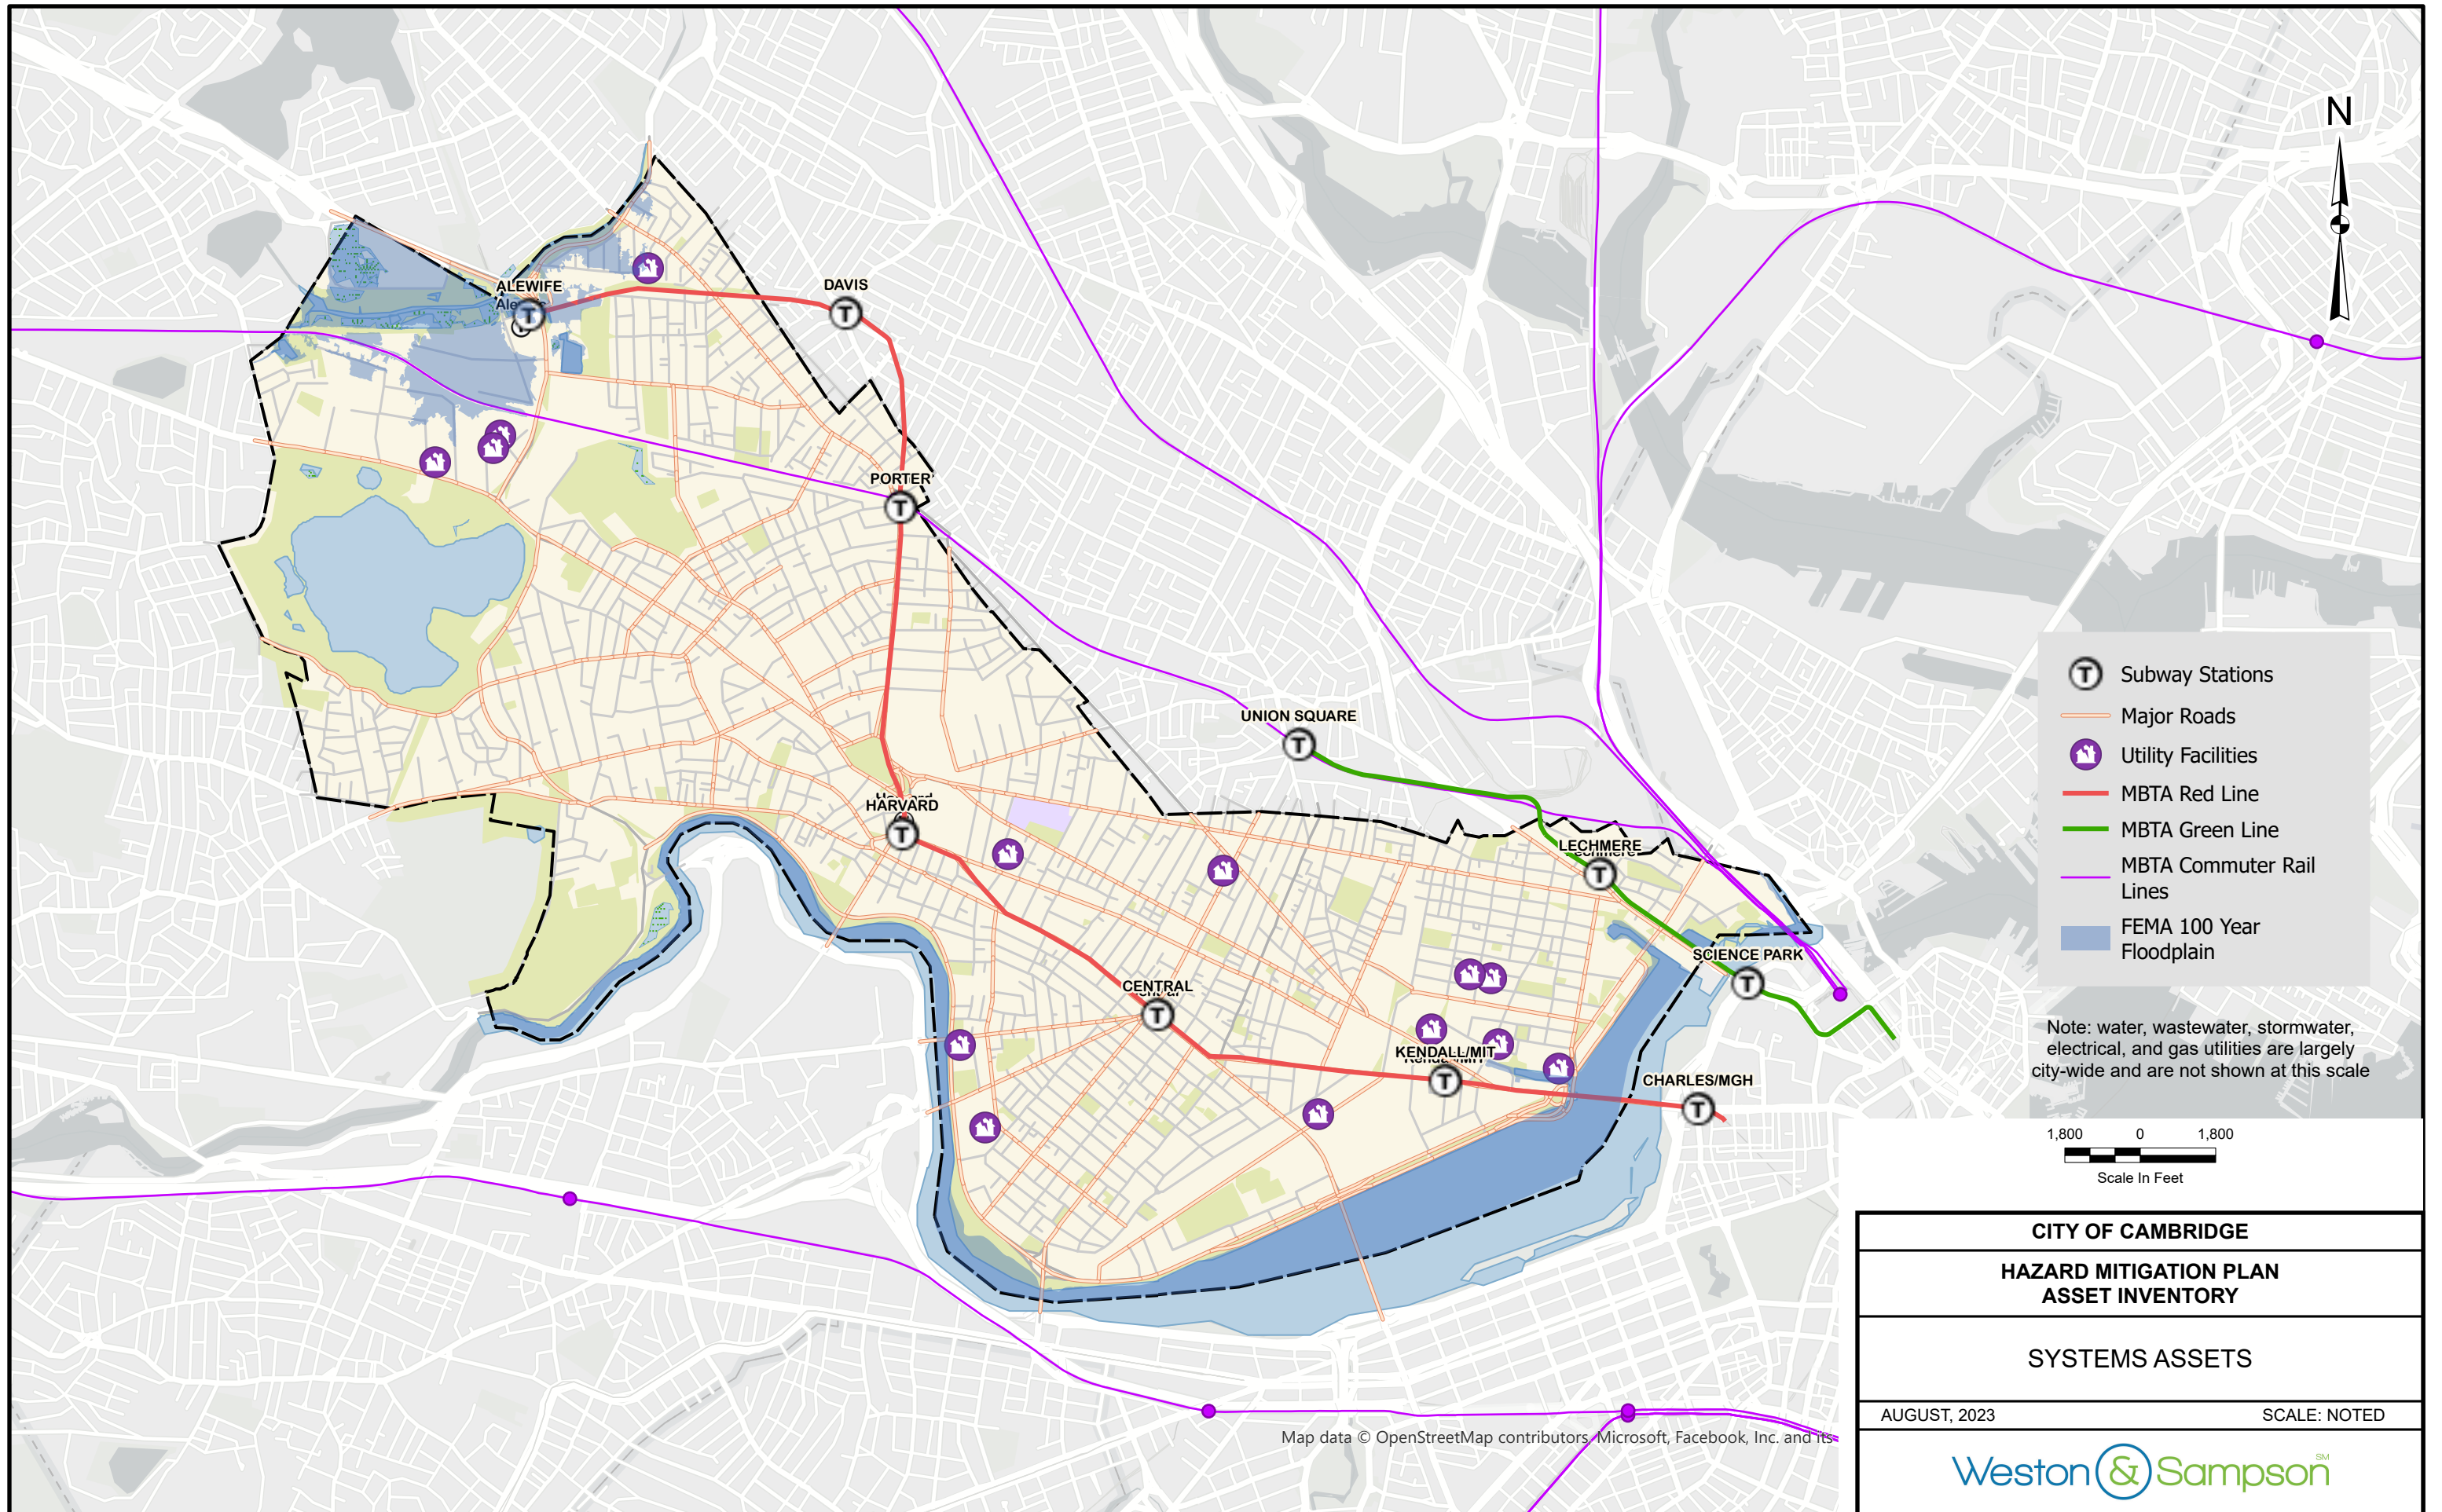 N
ALEWIFE
DAVIS
PORTER
UNION SQUARE
HARVARD
LECHMERE
SCIENCE PARK
CENTRAL
KENDALL/MIT
CHARLES/MGH
Subway Stations
Major Roads
Utility Facilities
MBTA Red Line
MBTA Green Line
MBTA Commuter Rail
Lines
FEMA 100 Year
Floodplain
Note: water, wastewater, stormwater,
electrical, and gas utilities are largely
city-wide and are not shown at this scale
1,800 0 1,800
Scale In Feet
CITY OF CAMBRIDGE
HAZARD MITIGATION PLAN
ASSET INVENTORY
SYSTEMS ASSETS
AUGUST, 2023 SCALE: NOTED
Map data © OpenStreetMap contributors, Microsoft, Facebook, Inc. and its
Weston & Sampson SM